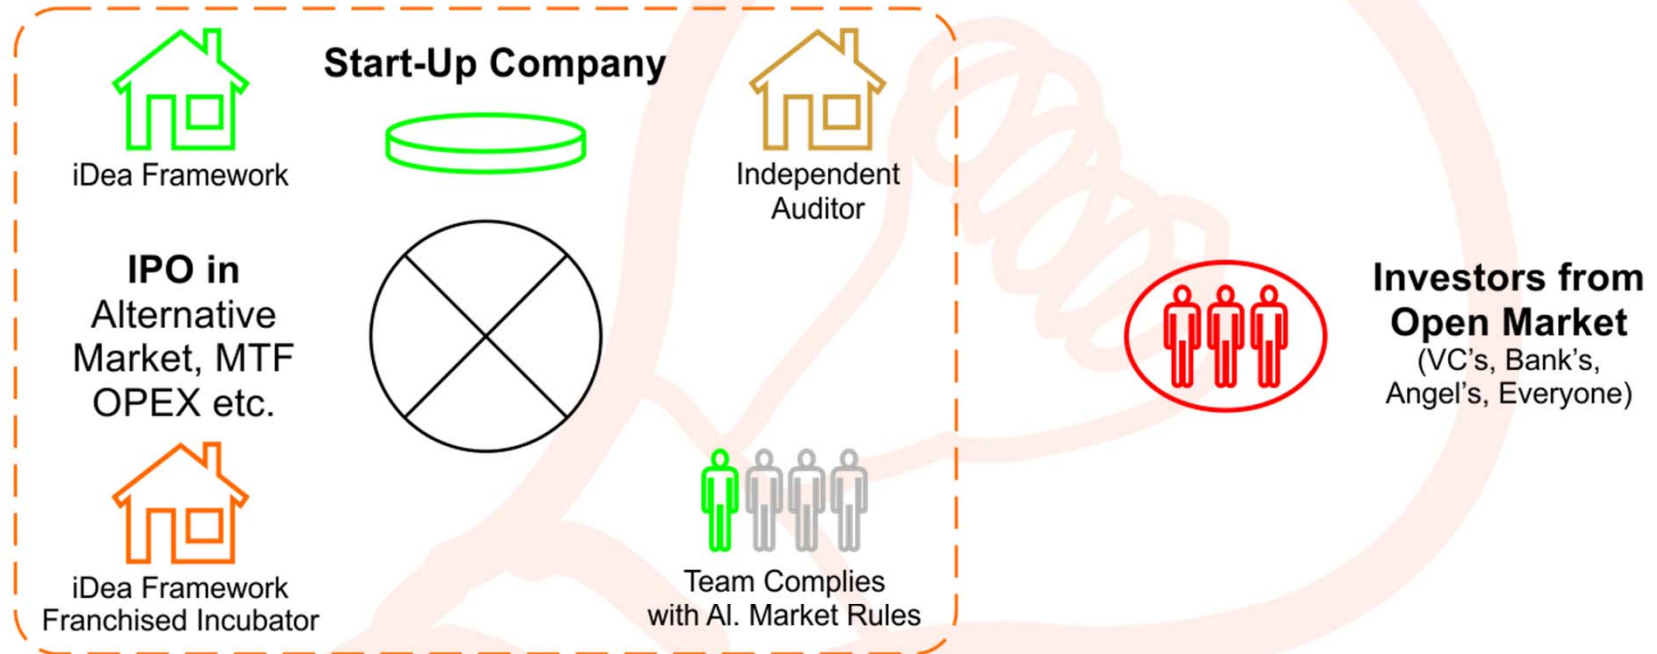 Start-Up Company
iDea Framework
Independent
Auditor
IPO in
Alternative
Market, MTF
OPEX etc.
Investors from
Open Market
(VC's, Bank's,
Angel's, Everyone)
iDea Framework
Franchised Incubator
Team Complies
with Al. Market Rules